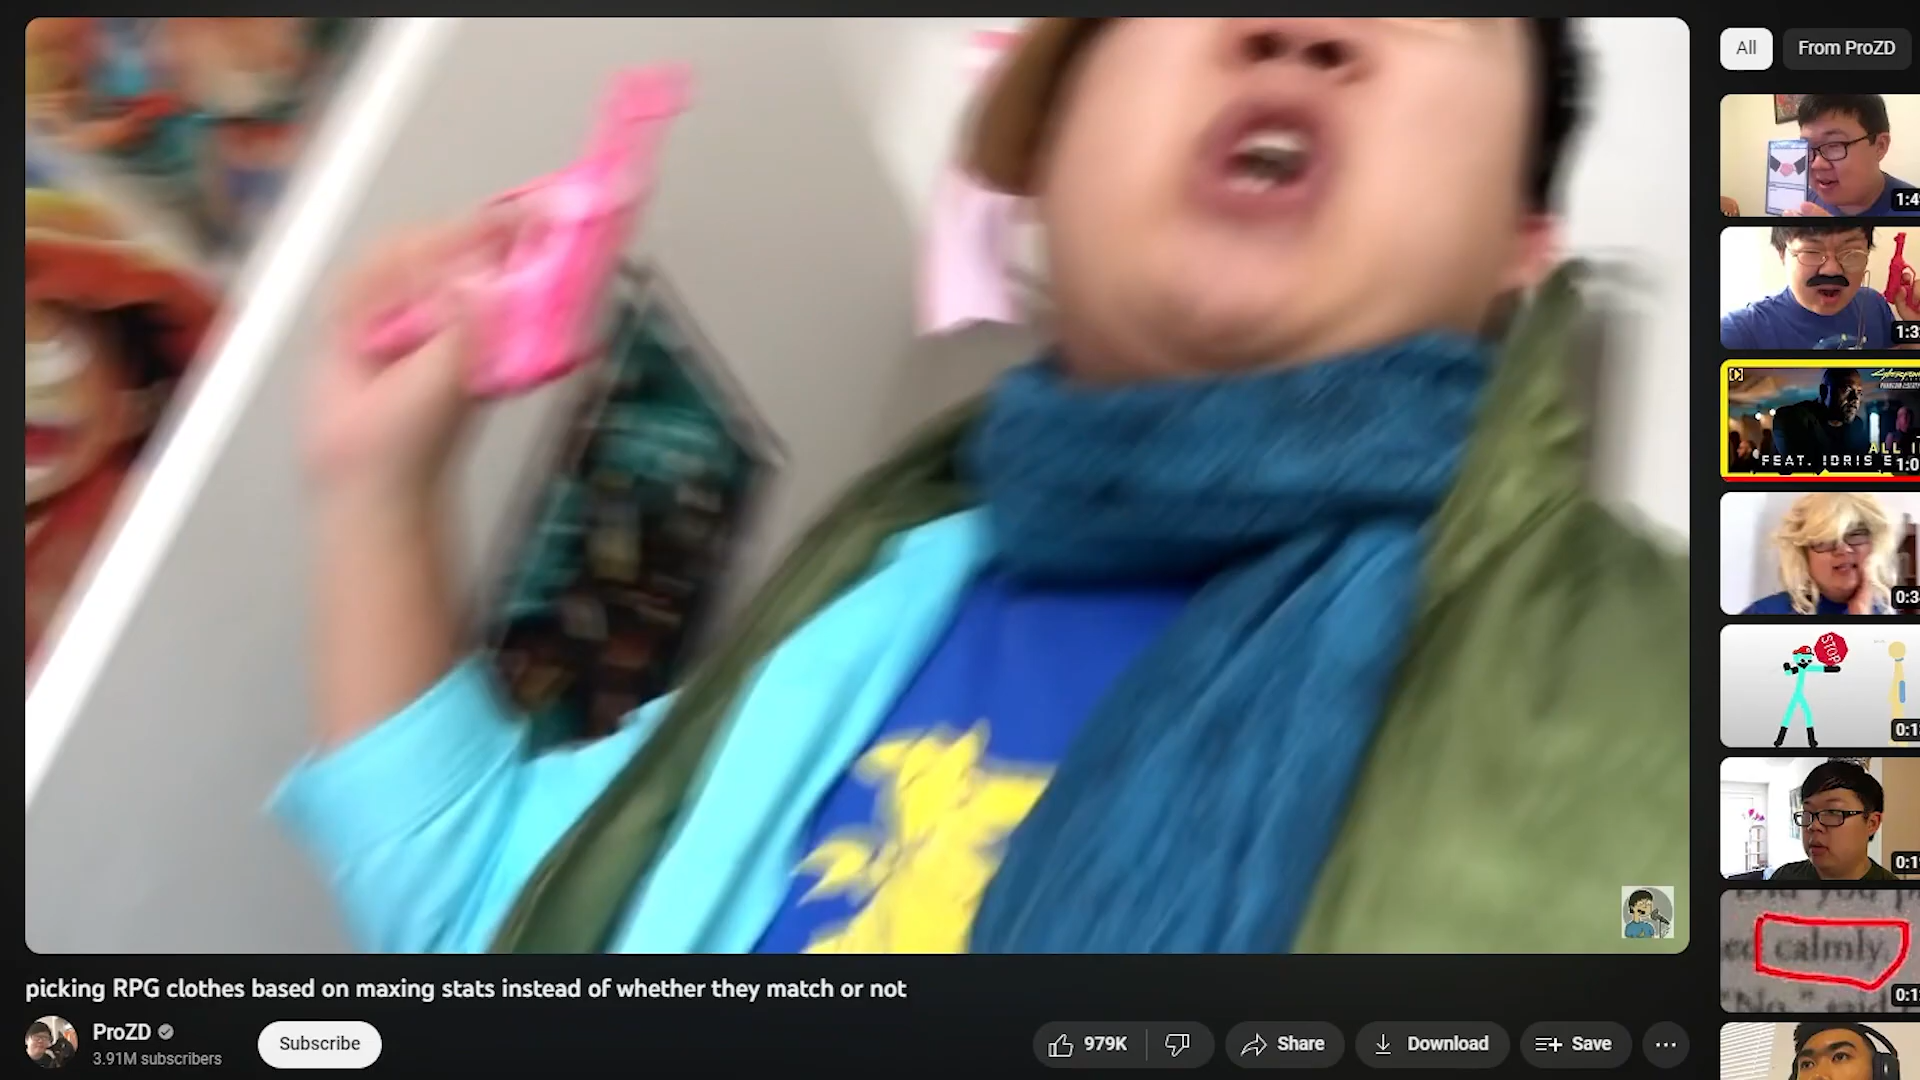 All
From ProZD
1:4
1:3
ALL I
FEAT. IDRIS E
1:0
0:3
STOP
0:1
0:1
calmly
0:1
picking RPG clothes based on maxing stats instead of whether they match or not
ProZD
3.91M subscribers
Subscribe
979K
Share
Download
Save